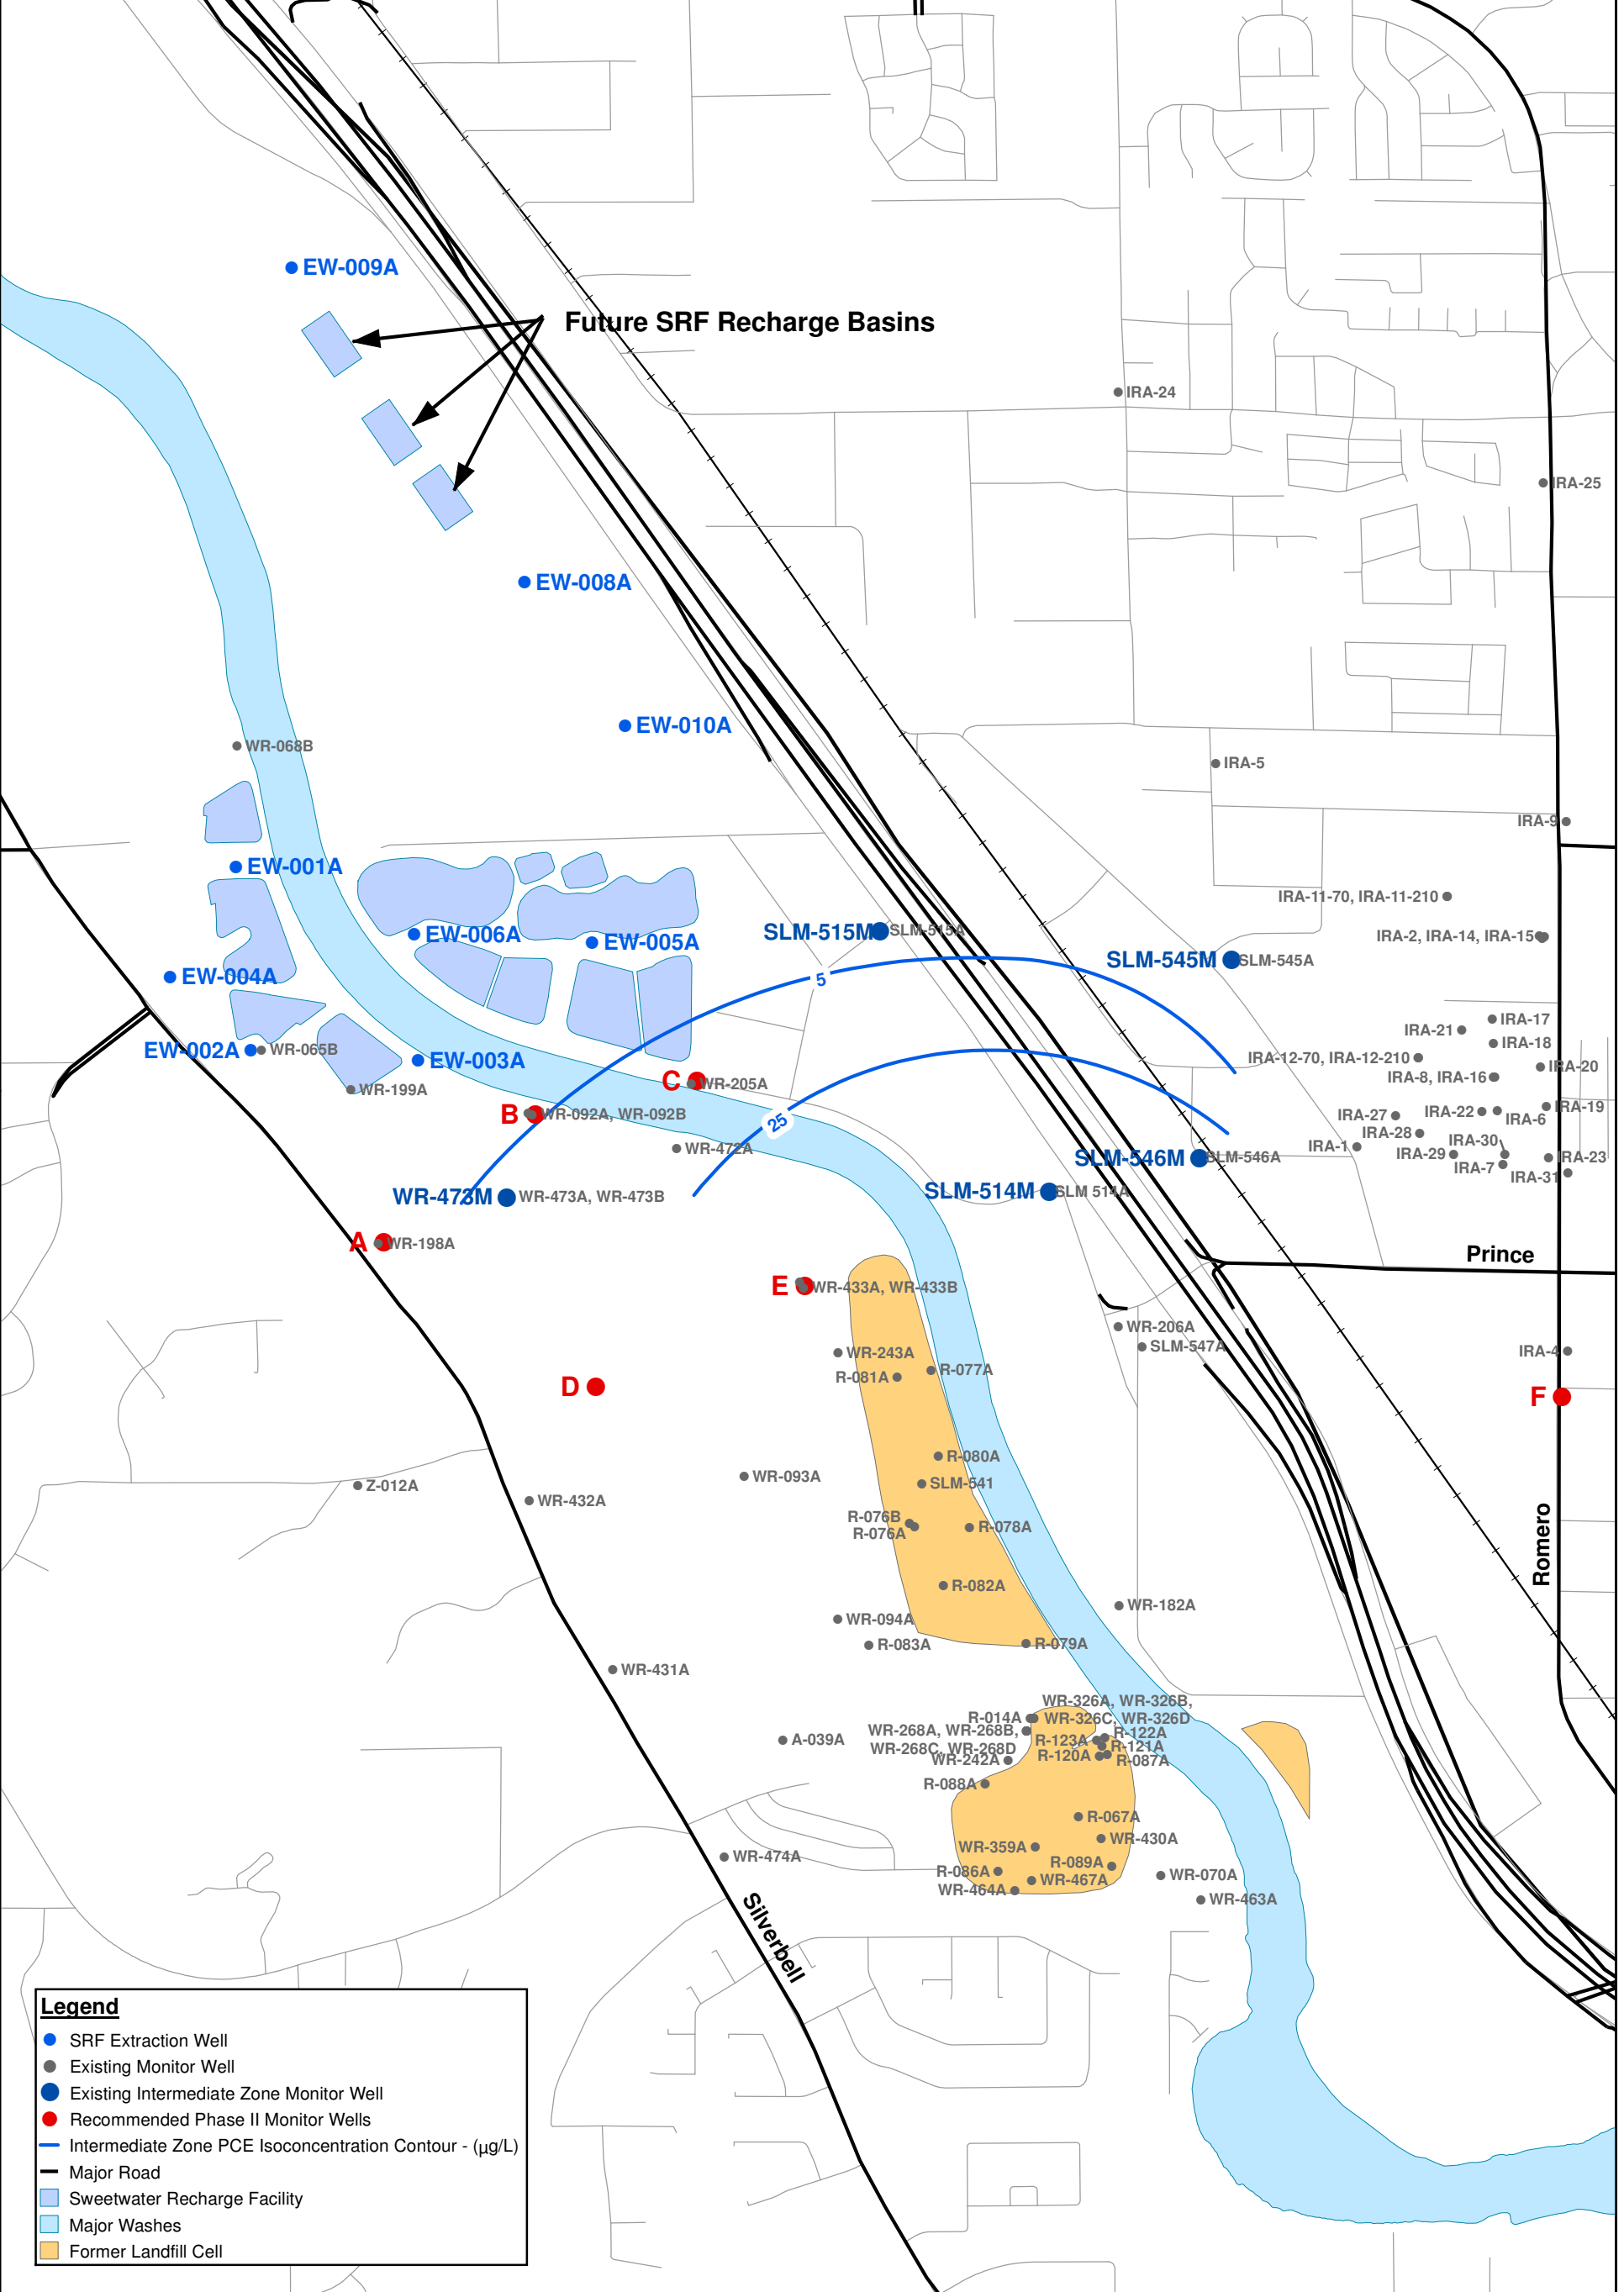 EW-009A
Future SRF Recharge Basins
IRA-24
IRA-25
EW-008A
EW-010A
WR-068B
IRA-5
IRA-9
EW-001A
IRA-11-70, IRA-11-210
EW-006A
EW-005A
SLM-515M
SLM-515A
IRA-2, IRA-14, IRA-15
SLM-545M
SLM-545A
EW-004A
5
IRA-17
IRA-21
IRA-18
EW-002A
WR-065B
EW-003A
IRA-12-70, IRA-12-210
IRA-20
IRA-8, IRA-16
C
WR-205A
WR-199A
B
WR-092A, WR-092B
25
IRA-27
IRA-22
IRA-6
IRA-19
IRA-28
IRA-1
IRA-30
IRA-29
IRA-23
IRA-7
IRA-31
WR-472A
SLM-546M
SLM-546A
WR-473M
WR-473A, WR-473B
SLM-514M
SLM 514A
A
WR-198A
Prince
E
WR-433A, WR-433B
WR-206A
SLM-547A
WR-243A
IRA-4
R-077A
R-081A
D
F
R-080A
WR-093A
SLM-541
Z-012A
WR-432A
R-076B
R-076A
R-078A
Romero
R-082A
WR-182A
WR-094A
R-083A
R-079A
WR-431A
WR-326A, WR-326B,
R-014A
WR-326C, WR-326D
WR-268A, WR-268B,
R-122A
A-039A
R-123A
WR-268C, WR-268D
R-121A
R-120A
WR-242A
R-087A
R-088A
R-067A
WR-430A
WR-359A
WR-474A
R-089A
R-086A
WR-070A
WR-467A
WR-464A
WR-463A
Silverbell
Legend
SRF Extraction Well
Existing Monitor Well
Existing Intermediate Zone Monitor Well
Recommended Phase II Monitor Wells
Intermediate Zone PCE Isoconcentration Contour - (µg/L)
Major Road
Sweetwater Recharge Facility
Major Washes
Former Landfill Cell